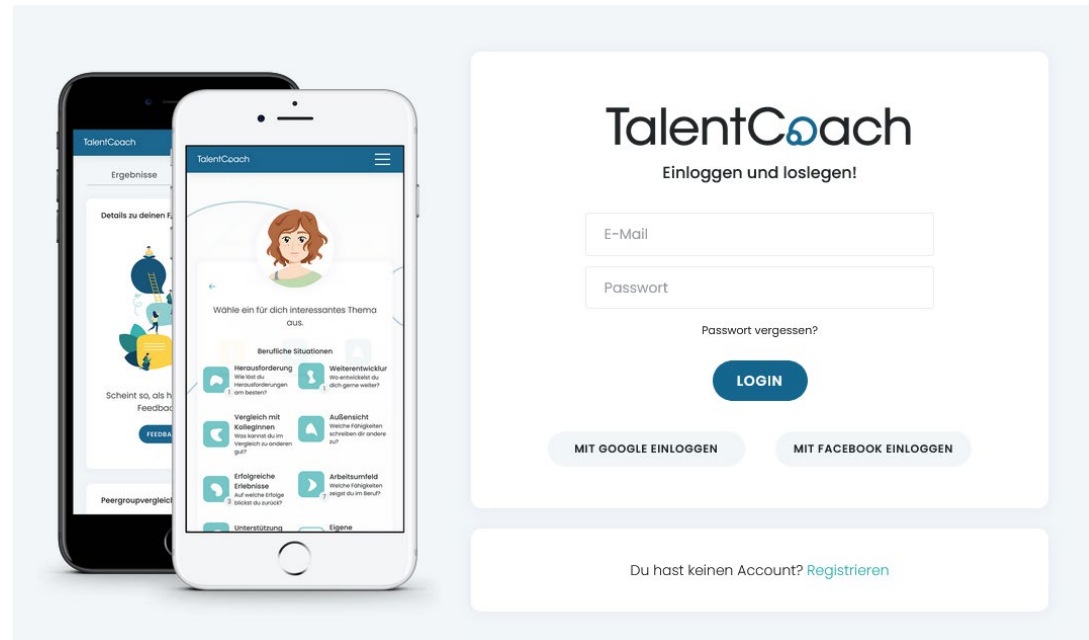 TalentCoach
Ergebnisse
Details zu deinen
Scheint so, als
TalentCoach
Wähle ein für dich interessantes Thema
aus.
Berufliche Situationen
Herausforderung
Wie löst du
Herausforderungen
am besten?
1
Weiterentwicklur
Wo entwickelst du
dich gerne weiter?
1
Vergleich mit
KollegInnen
Was kannst du im
Vergleich zu anderen
gut?
Außensicht
Welche Fähigkeiten
schreiben dir andere
zu?
Erfolgreiche
Erlebnisse
Auf welche Erfolge
blickst du zurück?
3
Arbeitsumfeld
Welche Fähigkeiten
zeigst du im Beruf?
7
Unterstützung
Eigene
TalentCoach
Einloggen und loslegen!
E-Mail
Passwort
Passwort vergessen?
LOGIN
MIT GOOGLE EINLOGGEN
MIT FACEBOOK EINLOGGEN
Du hast keinen Account? Registrieren